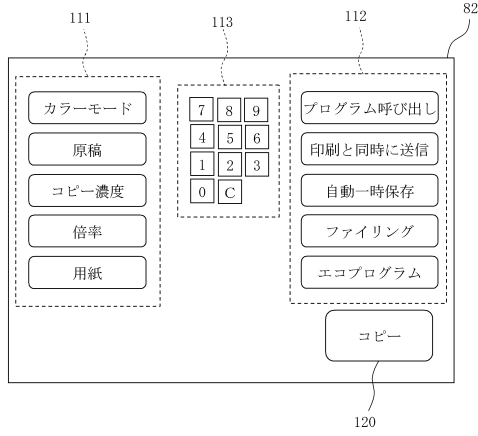 82
111
113
112
カラーモード
原稿
コピー濃度
倍率
用紙
7 8 9
4 5 6
1 2 3
0 C
プログラム呼び出し
印刷と同時に送信
自動一時保存
ファイリング
エコプログラム
コピー
120